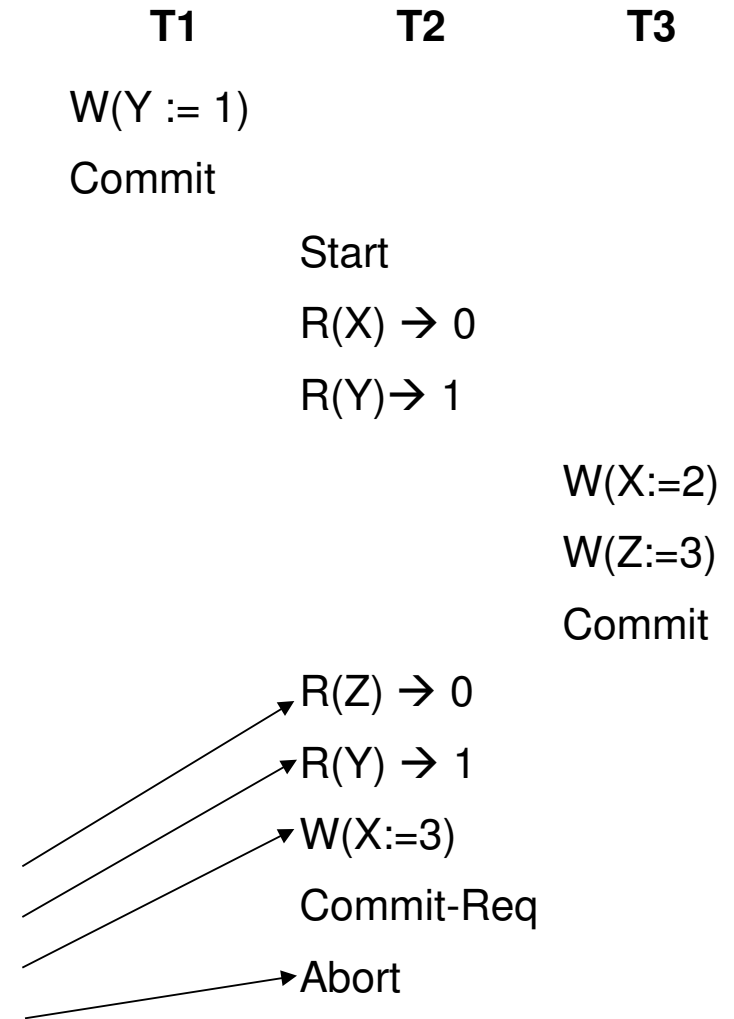 T1 T2 T3
W(Y := 1)
Commit
Start
R(X) → 0
R(Y)→ 1
W(X:=2)
W(Z:=3)
Commit
R(Z) → 0
R(Y) → 1
W(X:=3)
Commit-Req
Abort